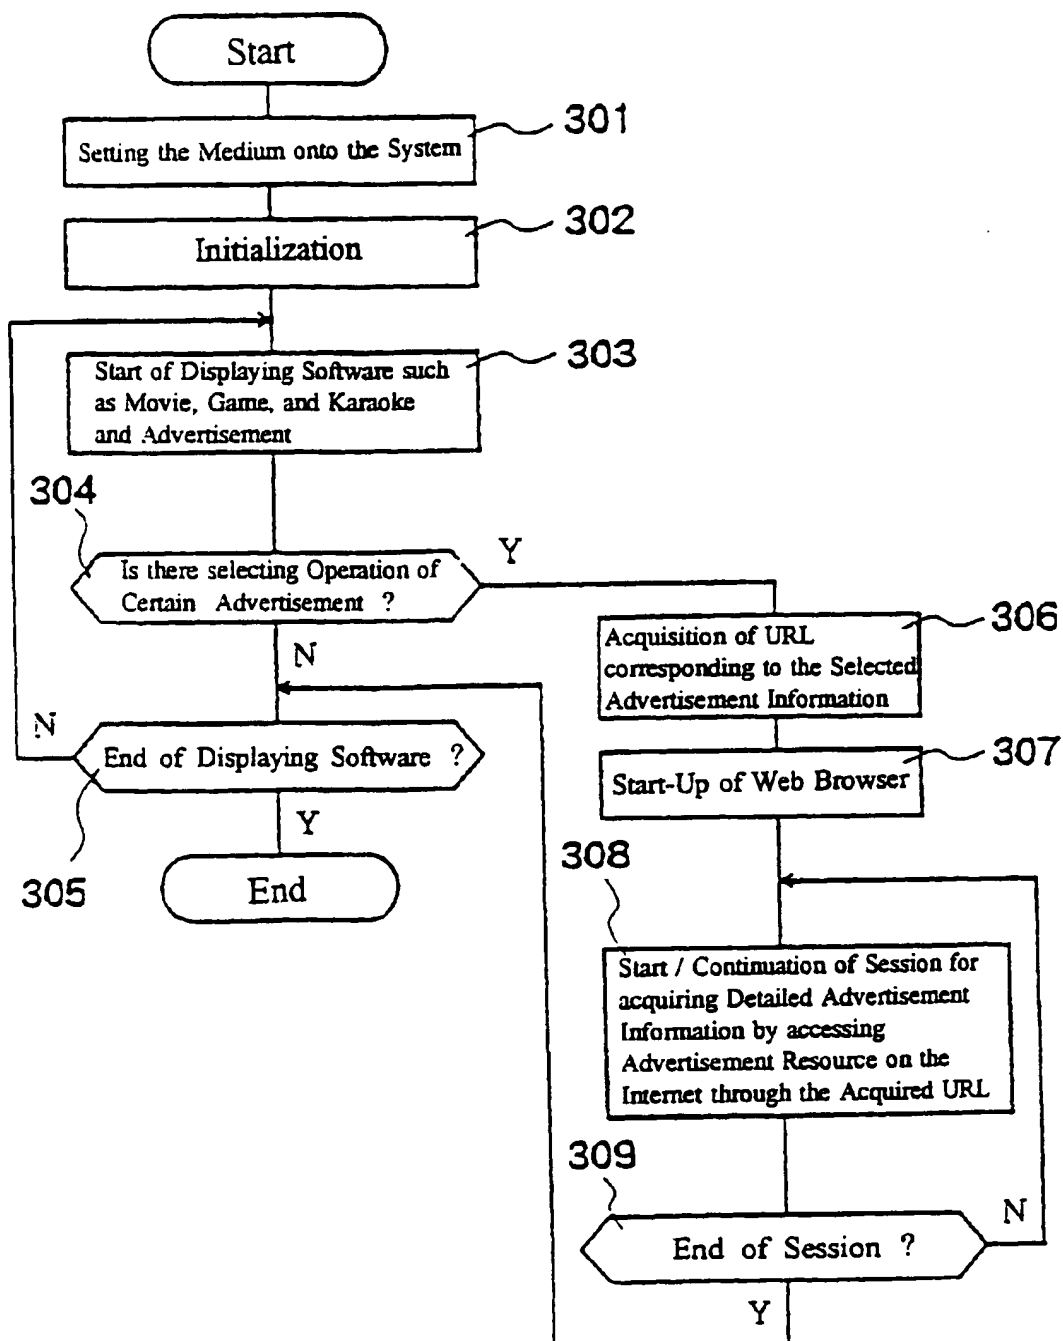 Start
301
Setting the Medium onto the System
302
Initialization
303
Start of Displaying Software such
as Movie, Game, and Karaoke
and Advertisement
304
Is there selecting Operation of
Certain Advertisement ?
Y
N
306
Acquisition of URL
corresponding to the Selected
Advertisement Information
N
End of Displaying Software ?
307
Start-Up of Web Browser
Y
305
End
308
Start / Continuation of Session for
acquiring Detailed Advertisement
Information by accessing
Advertisement Resource on the
Internet through the Acquired URL
309
End of Session ?
N
Y